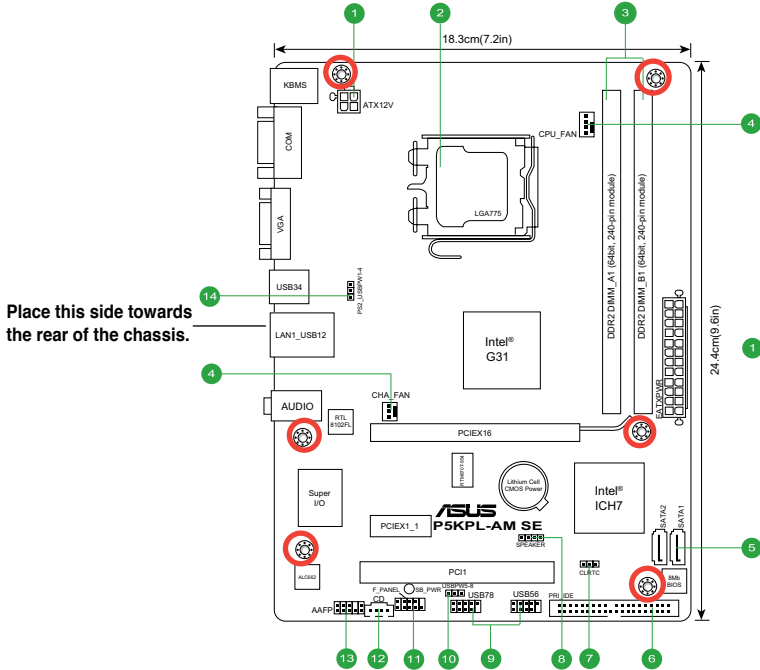 1
2
3
18.3cm(7.2in)
KBMS
ATX12V
CPU_FAN
4
COM
LGA775
DDR2 DIMM_A1 (64bit, 240-pin module)
DDR2 DIMM_B1 (64bit, 240-pin module)
VGA
USB34
PS2_USBPW1-4
14
Place this side towards
the rear of the chassis.
LAN1_USB12
Intel®
G31
EATXPWR
24.4cm(9.6in)
1
4
CHA_FAN
AUDIO
RTL
8102FL
PCIEX16
Super
I/O
Lithium Cell
CMOS Power
Intel®
ICH7
ASUS
P5KPL-AM SE
PCIEX1_1
SPEAKER
SATA2
SATA1
5
PCI1
CLRTC
8Mb
BIOS
ALC662
F_PANEL
SB_PWR
USBPW5-8
USB78
USB56
PRI_IDE
AAFP
CD
13
12
11
10
9
8
7
6